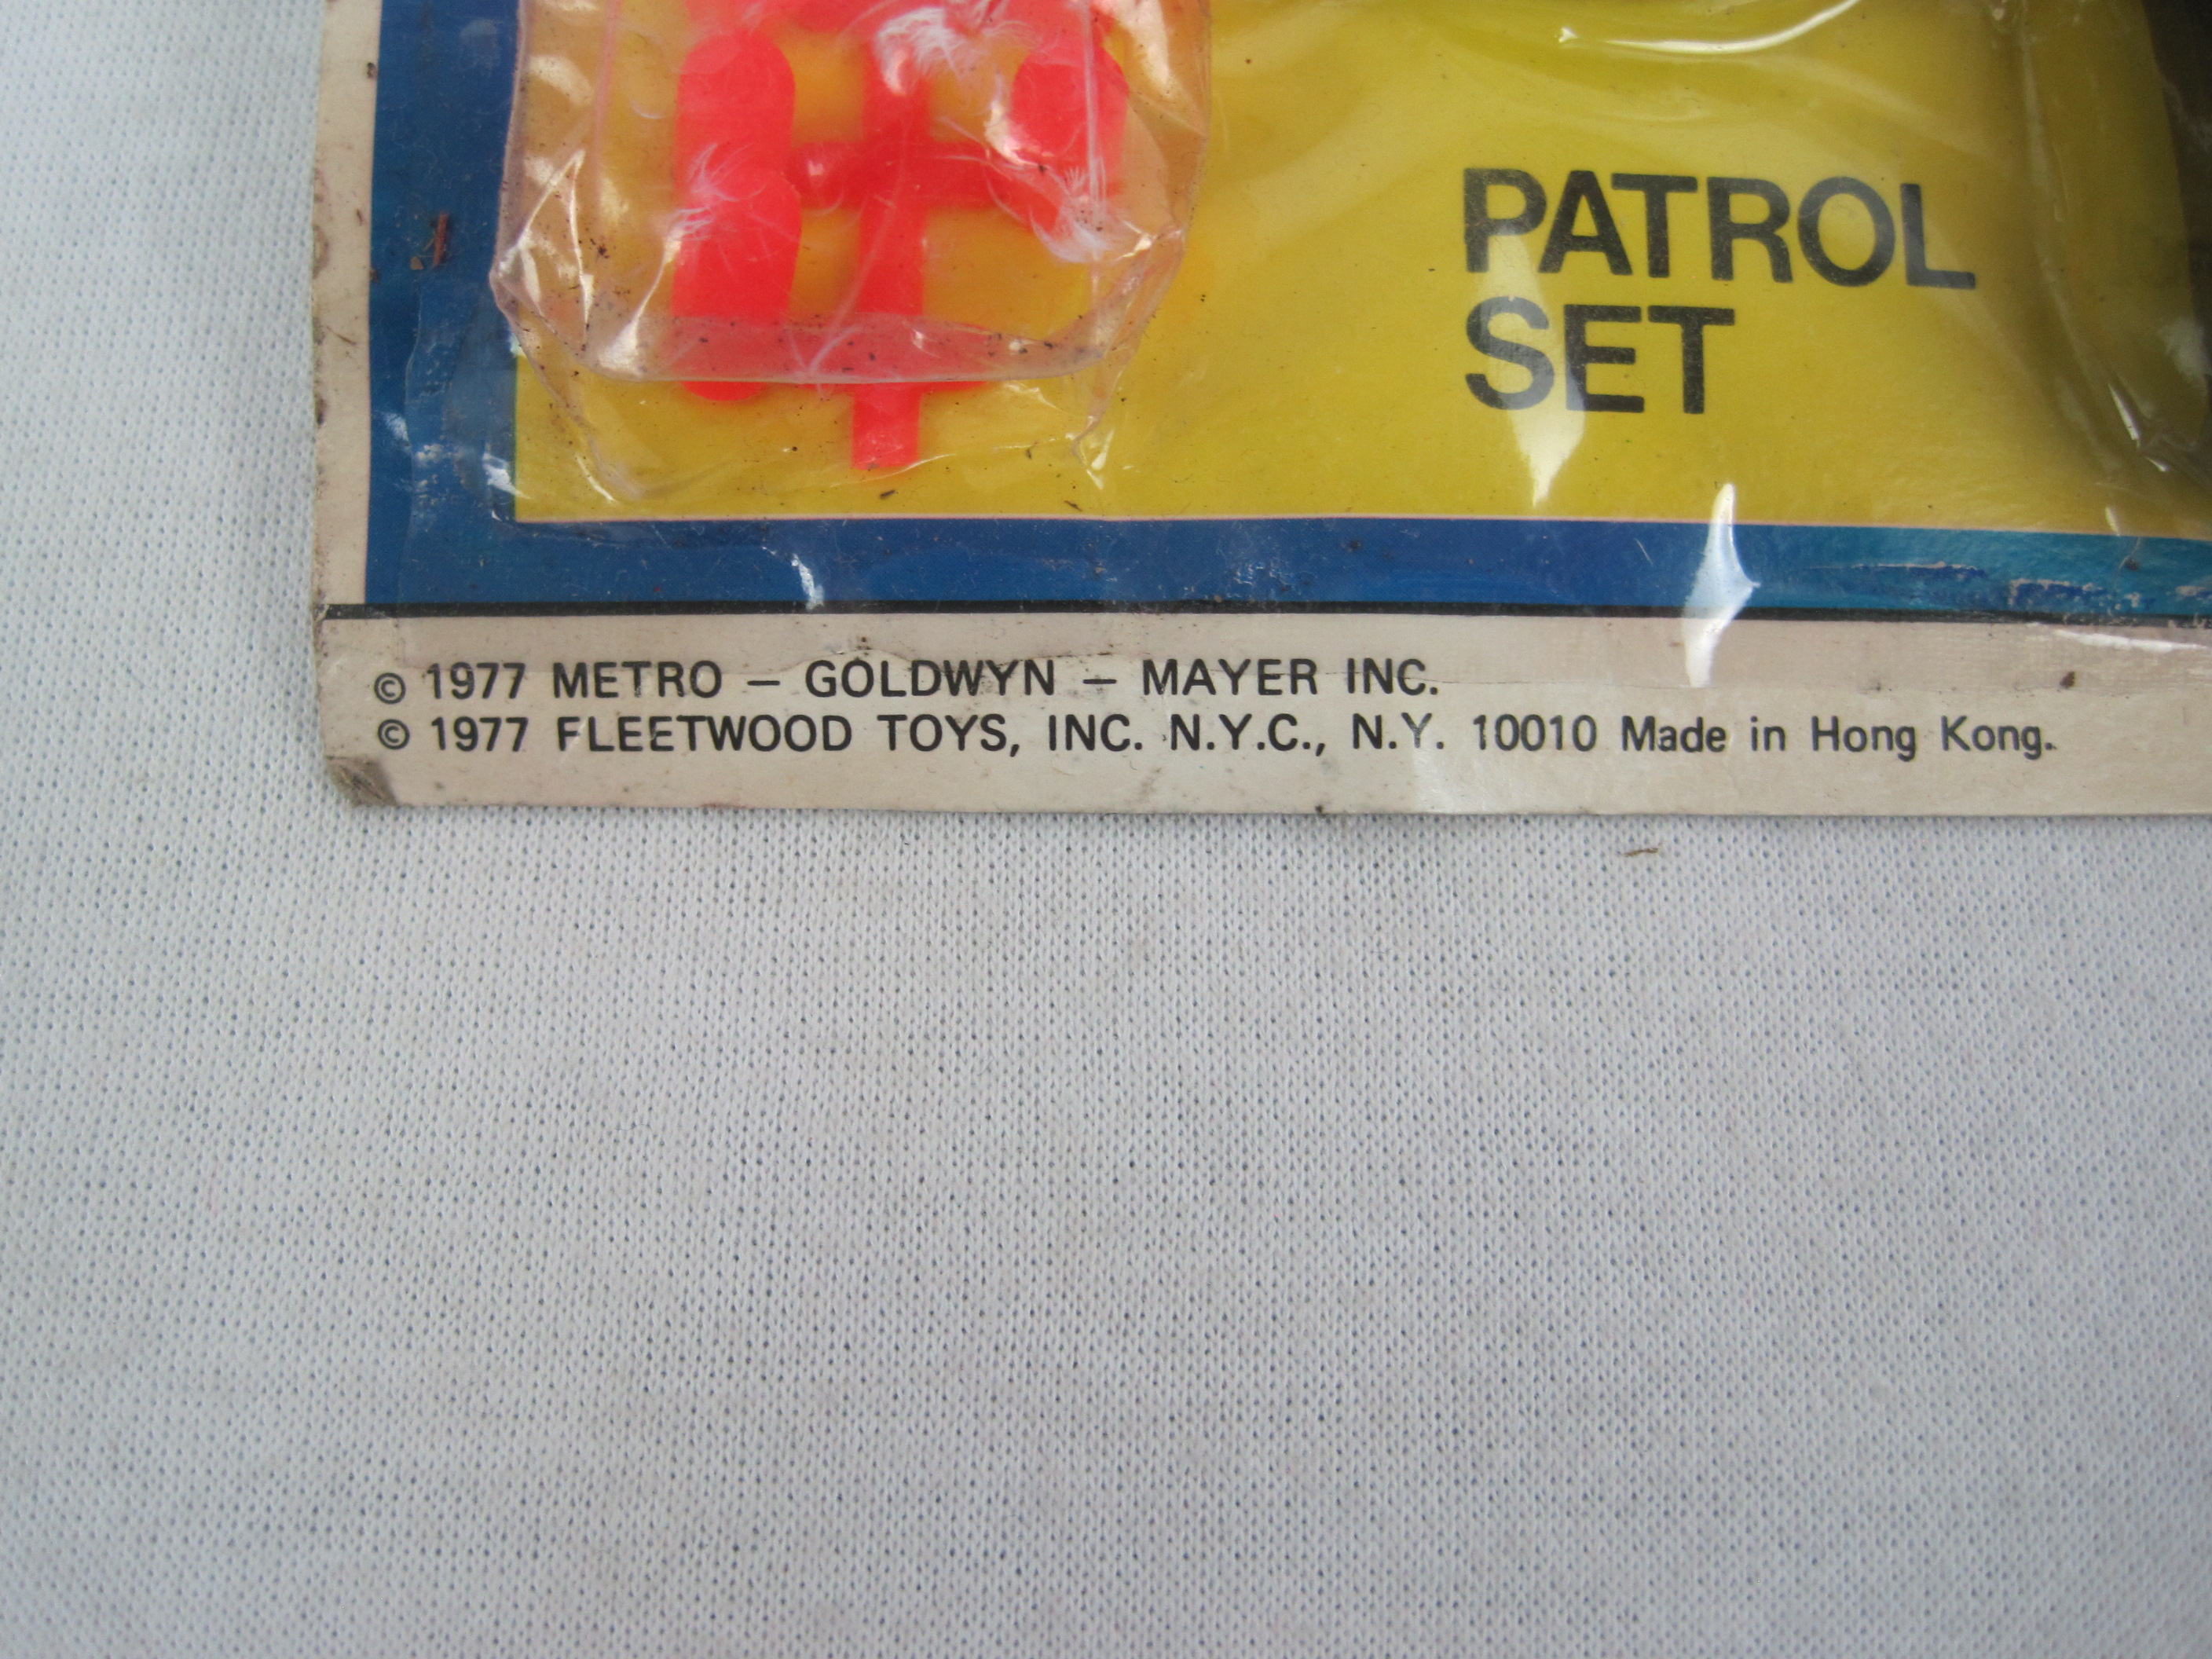 PATROL
SET
© 1977 METRO — GOLDWYN — MAYER INC.
© 1977 FLEETWOOD TOYS, INC. N.Y.C., N.Y. 10010 Made in Hong Kong.